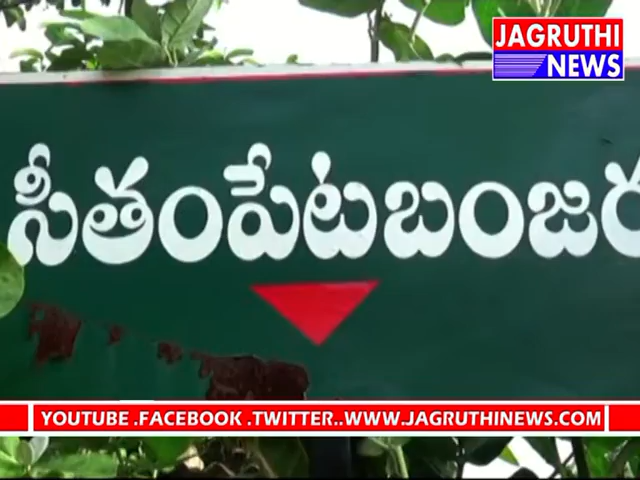 JAGRUTHI
NEWS
సీతంపేటబంజర
YOUTUBE .FACEBOOK .TWITTER..WWW.JAGRUTHINEWS.COM